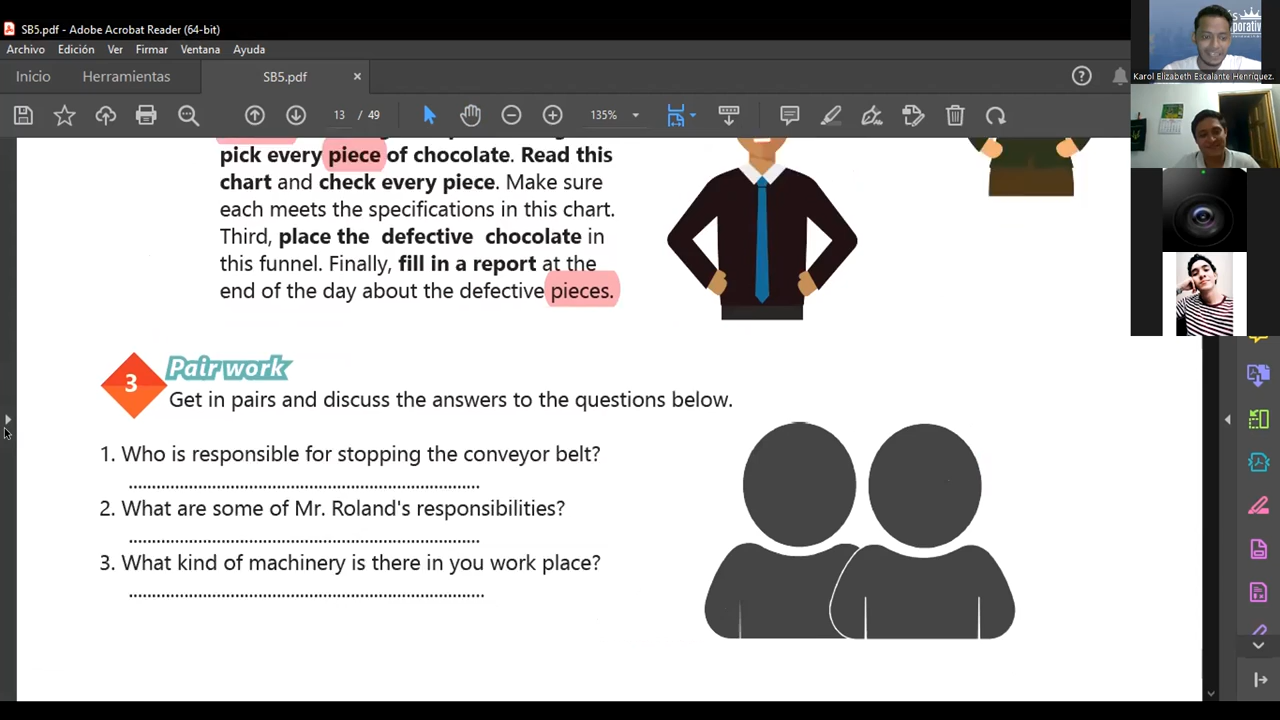 SB5.pdf - Adobe Acrobat Reader (64-bit)
Archivo Edición Ver Firmar Ventana Ayuda
Inicio Herramientas SB5.pdf ×
13 / 49 135%
pick every piece of chocolate. Read this
chart and check every piece. Make sure
each meets the specifications in this chart.
Third, place the defective chocolate in
this funnel. Finally, fill in a report at the
end of the day about the defective pieces.
3 Pair work
Get in pairs and discuss the answers to the questions below.
1. Who is responsible for stopping the conveyor belt?
2. What are some of Mr. Roland's responsibilities?
3. What kind of machinery is there in you work place?
Karol Elizabeth Escalante Henríquez.